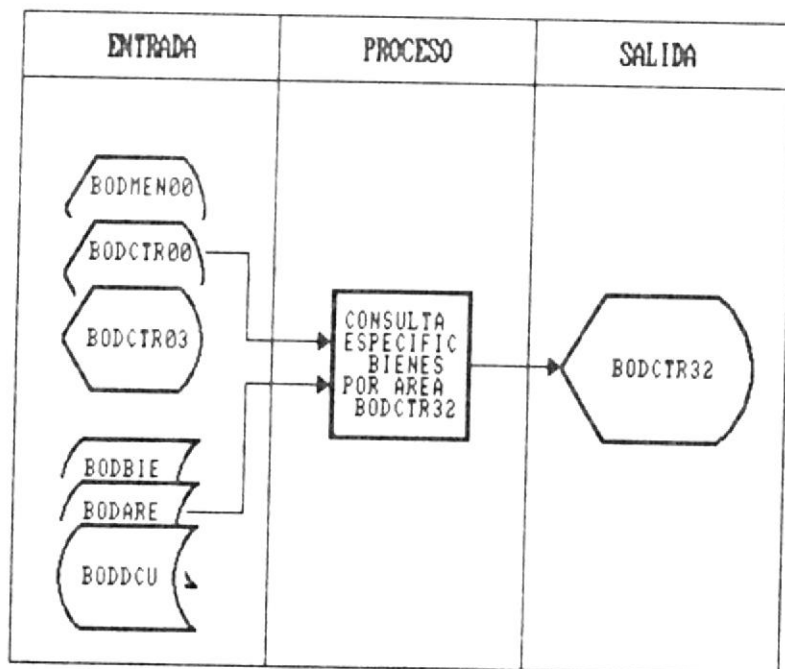 ENTRADA
PROCESO
SALIDA
BODMEN00
BODCTR00
BODCTR03
BODBIE
BODARE
BODDCU
CONSULTA
ESPECIFIC
BIENES
POR AREA
BODCTR32
BODCTR32